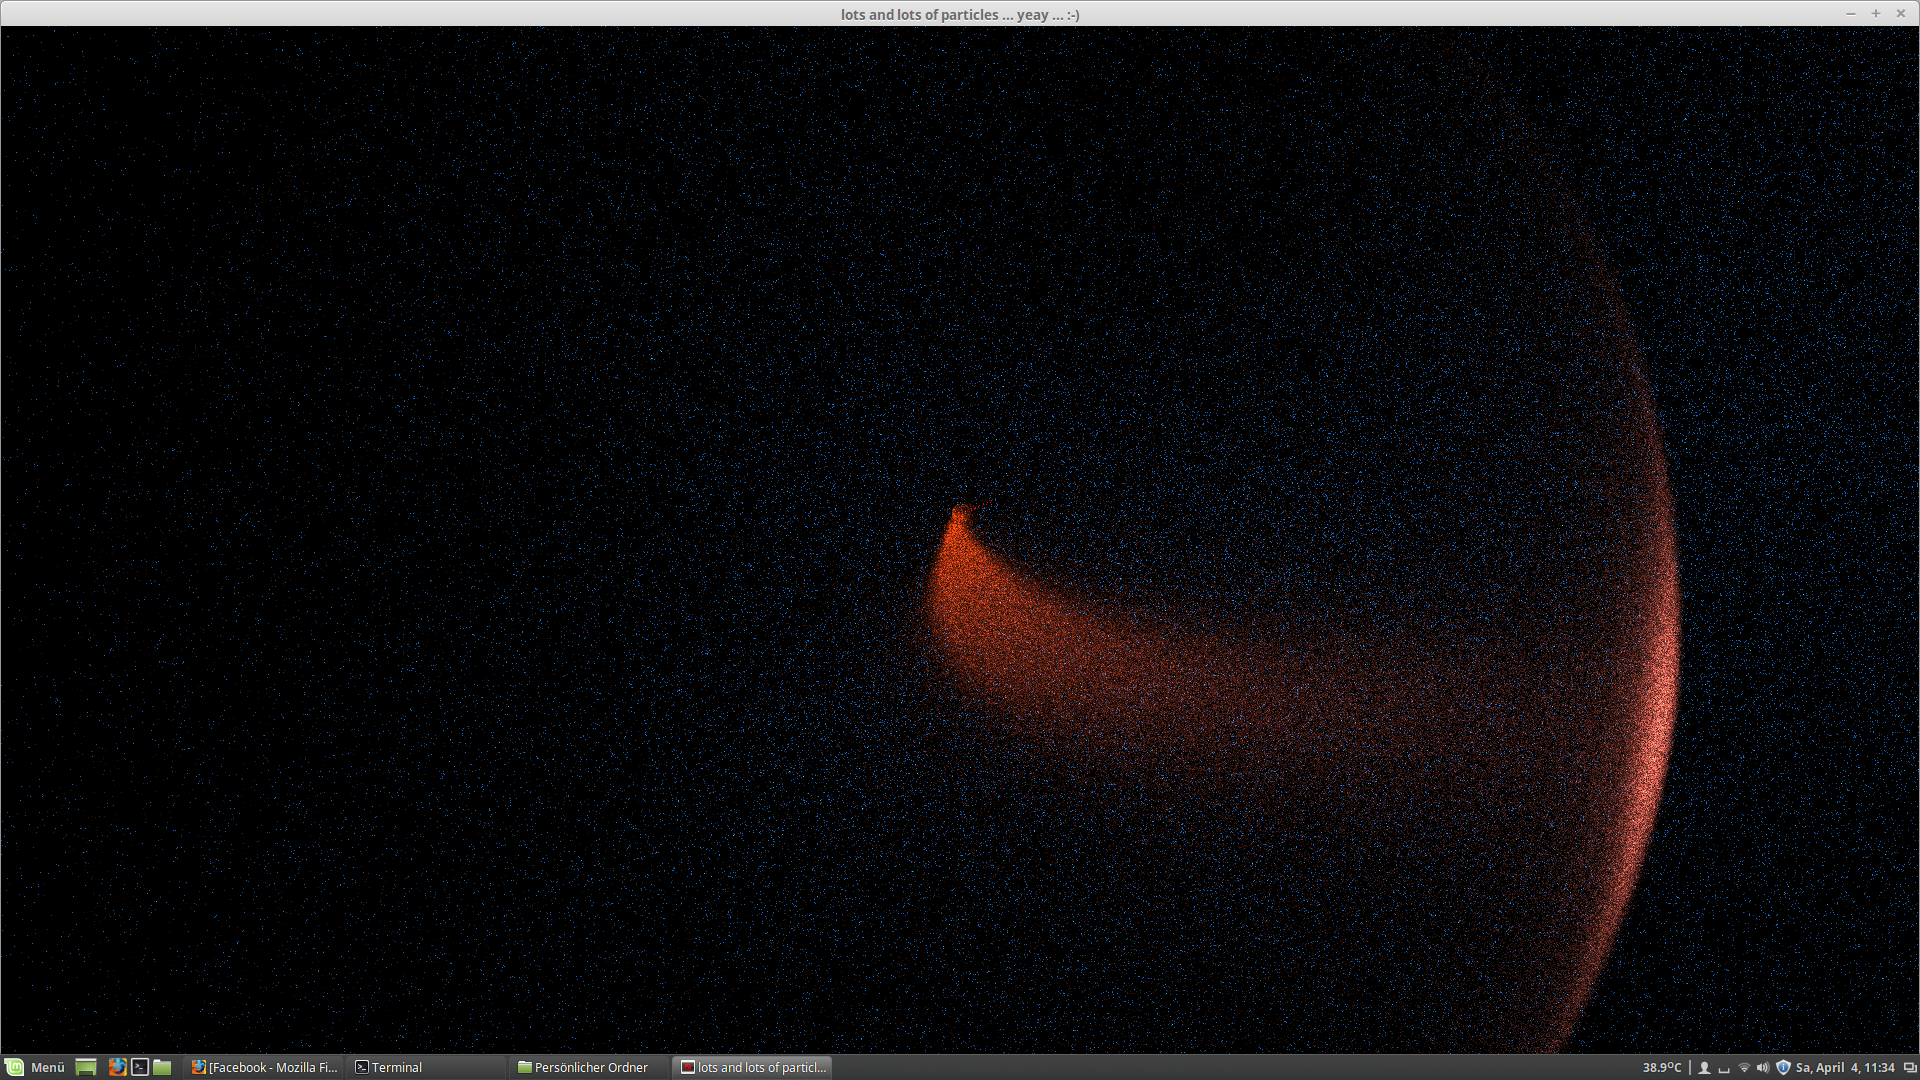 lots and lots of particles ... yeay ... :-)
Menü [Facebook - Mozilla Fi... Terminal Persönlicher Ordner lots and lots of particl... 38.9°C Sa, April 4, 11:34